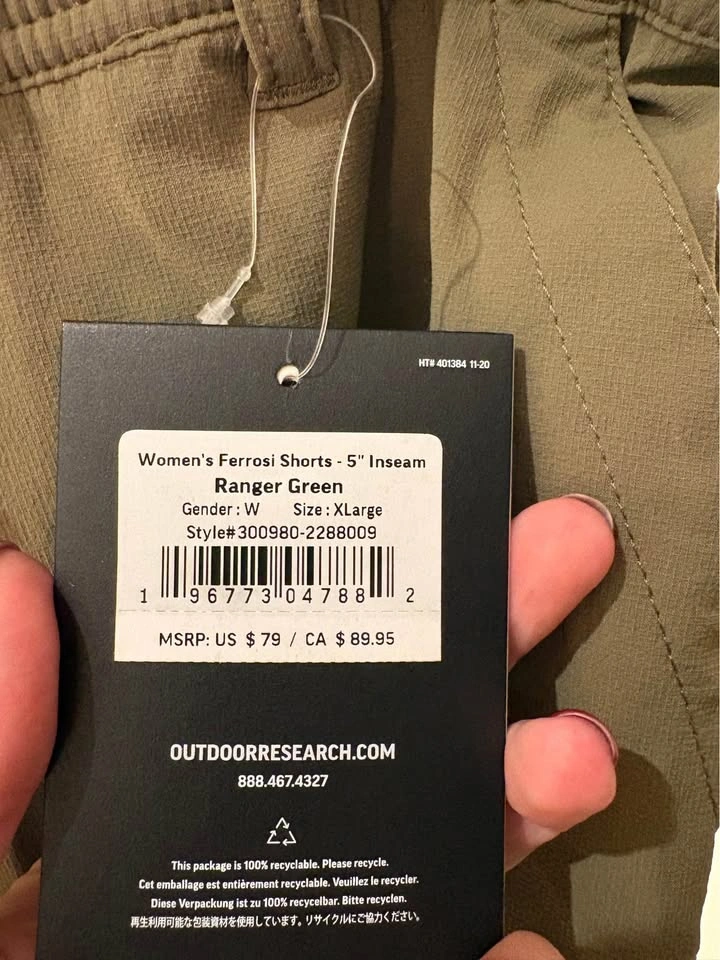 HT# 401384 11-20
Women's Ferrosi Shorts - 5" Inseam
Ranger Green
Gender : W Size : XLarge
Style#300980-2288009
1 96773 04788 2
MSRP: US $ 79 / CA $ 89.95
OUTDOORRESEARCH.COM
888.467.4327
This package is 100% recyclable. Please recycle.
Cet emballage est entièrement recyclable. Veuillez le recycler.
Diese Verpackung ist zu 100% recycelbar. Bitte recyclen.
再生利用可能な包装資材を使用しています。リサイクルにご協力ください。